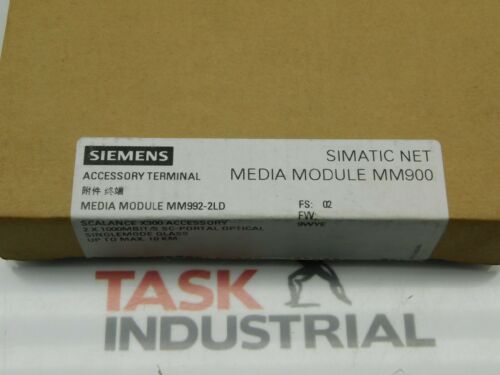 SIEMENS
SIMATIC NET
ACCESSORY TERMINAL
MEDIA MODULE MM900
附件 终端
MEDIA MODULE MM992-2LD
FS: 02
FW:
SCALANCE X300 ACCESSORY
2 X 1000MBIT/S SC-PORTAL OPTICAL
SINGLEMODE GLASS
UP TO MAX. 10 KM
TASK
INDUSTRIAL